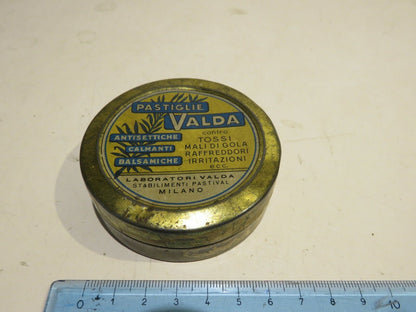 PASTIGLIE
VALDA
ANTISETTICHE
CALMANTI
BALSAMICHE
contro
TOSSI
MALI DI GOLA
RAFFREDDORI
IRRITAZIONI
ecc.
LABORATORI VALDA
STABILIMENTI PASTIVAL
MILANO
0 1 2 3 4 5 6 7 8 9 10